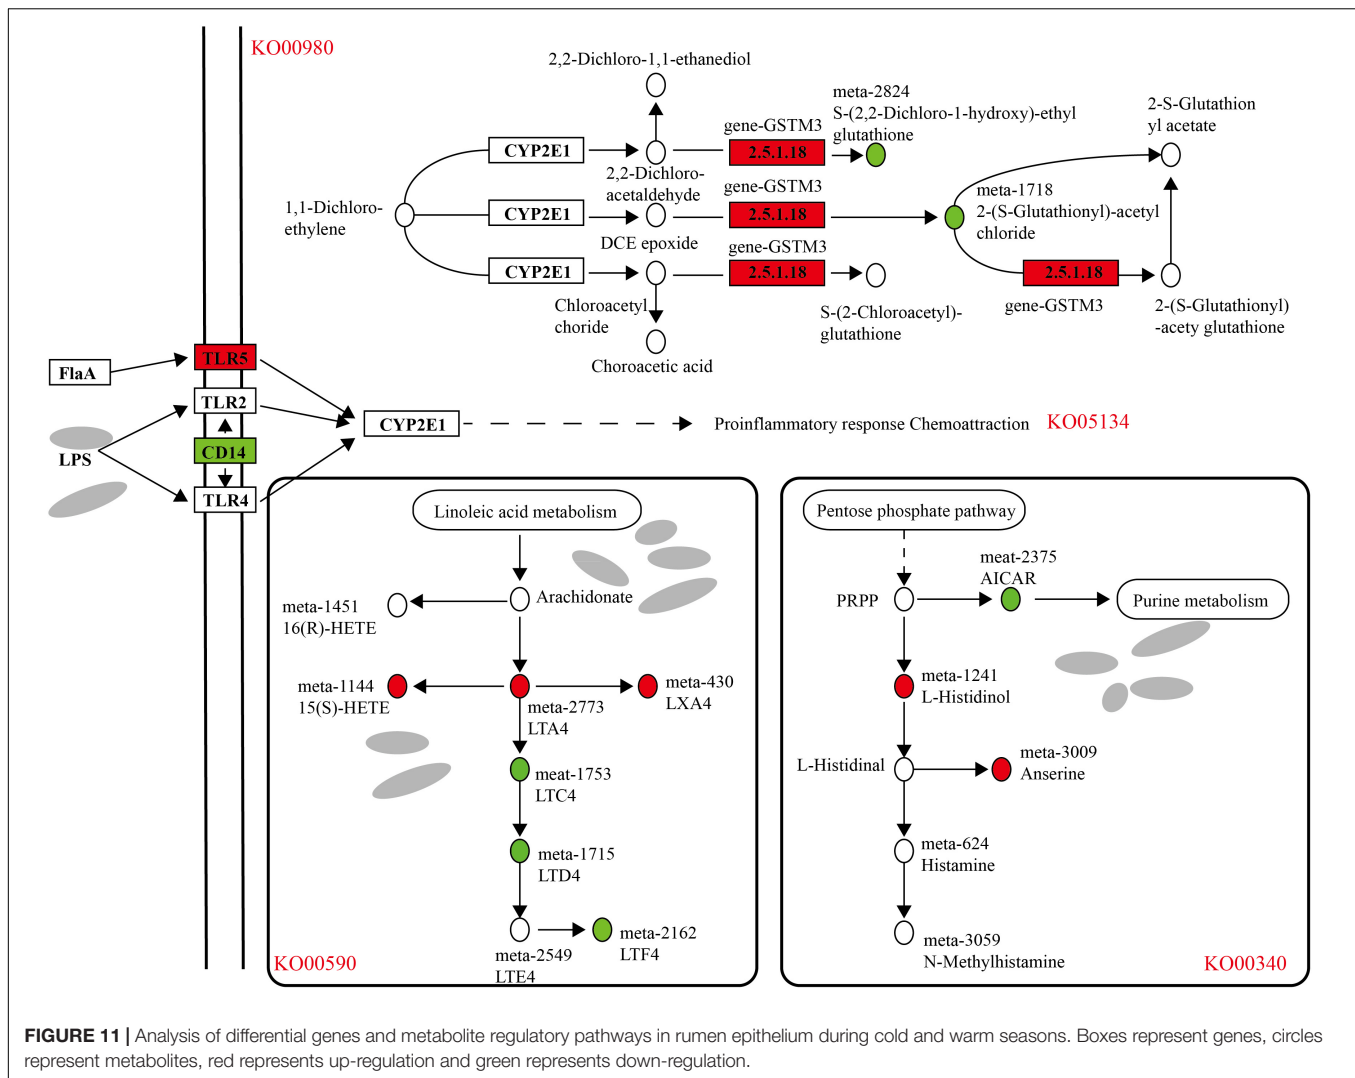 KO00980
2,2-Dichloro-1,1-ethanediol
meta-2824
S-(2,2-Dichloro-1-hydroxy)-ethyl
glutathione
2-S-Glutathion
yl acetate
gene-GSTM3
CYP2E1
2.5.1.18
2,2-Dichloro-
acetaldehyde
gene-GSTM3
meta-1718
2-(S-Glutathionyl)-acetyl
chloride
1,1-Dichloro-
ethylene
CYP2E1
2.5.1.18
DCE epoxide
gene-GSTM3
CYP2E1
2.5.1.18
2.5.1.18
Chloroacetyl
choride
S-(2-Chloroacetyl)-
glutathione
gene-GSTM3
2-(S-Glutathionyl)
-acety glutathione
Choroacetic acid
FlaA
TLR5
TLR2
CD14
LPS
TLR4
CYP2E1
Proinflammatory response Chemoattraction
KO05134
Linoleic acid metabolism
Arachidonate
meta-1451
16(R)-HETE
meta-1144
15(S)-HETE
meta-2773
LTA4
meta-430
LXA4
meat-1753
LTC4
meta-1715
LTD4
meta-2549
LTE4
meta-2162
LTF4
KO00590
Pentose phosphate pathway
meat-2375
AICAR
PRPP
Purine metabolism
meta-1241
L-Histidinol
L-Histidinal
meta-3009
Anserine
meta-624
Histamine
meta-3059
N-Methylhistamine
KO00340
FIGURE 11 | Analysis of differential genes and metabolite regulatory pathways in rumen epithelium during cold and warm seasons. Boxes represent genes, circles
represent metabolites, red represents up-regulation and green represents down-regulation.